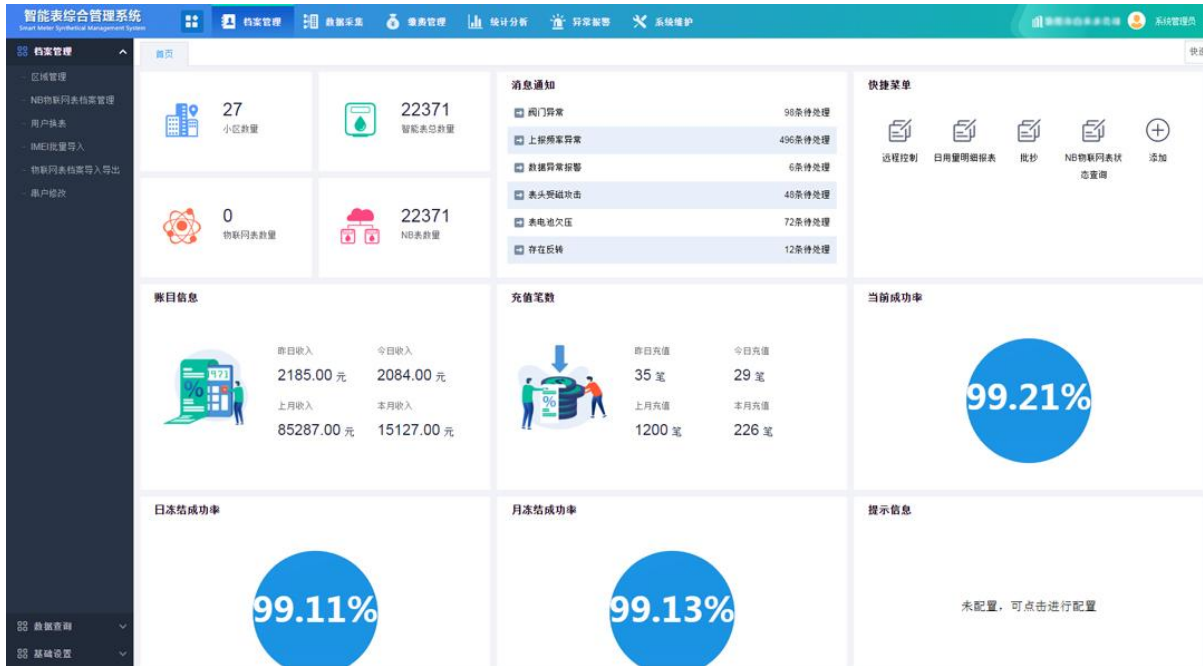 智能表综合管理系统
Smart Meter Synthetical Management System
档案管理
数据采集
售表管理
统计分析
异常报警
系统维护
系统管理员
档案管理
区域管理
NB物联网表档案管理
用户换表
IMEI批量导入
物联网表档案导入导出
串户修改
数据查询
基础设置
首页
27
小区数量
22371
智能表总数量
0
物联网表数量
22371
NB表数量
消息通知
阀门异常 98条待处理
上报频率异常 496条待处理
数据异常报警 6条待处理
表头受磁攻击 48条待处理
表电池欠压 72条待处理
存在反转 12条待处理
快捷菜单
远程控制
日用量明细报表
批抄
NB物联网表状
态查询
添加
账目信息
昨日收入 今日收入
2185.00 元 2084.00 元
上月收入 本月收入
85287.00 元 15127.00 元
充值笔数
昨日充值 今日充值
35 笔 29 笔
上月充值 本月充值
1200 笔 226 笔
当前成功率
99.21%
日冻结成功率
99.11%
月冻结成功率
99.13%
提示信息
未配置，可点击进行配置